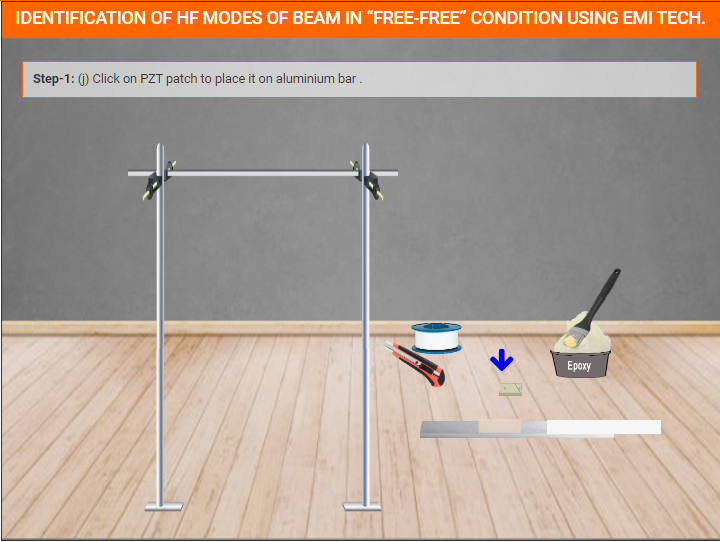 IDENTIFICATION OF HF MODES OF BEAM IN “FREE-FREE” CONDITION USING EMI TECH.
Step-1: (j) Click on PZT patch to place it on aluminium bar .
Epoxy